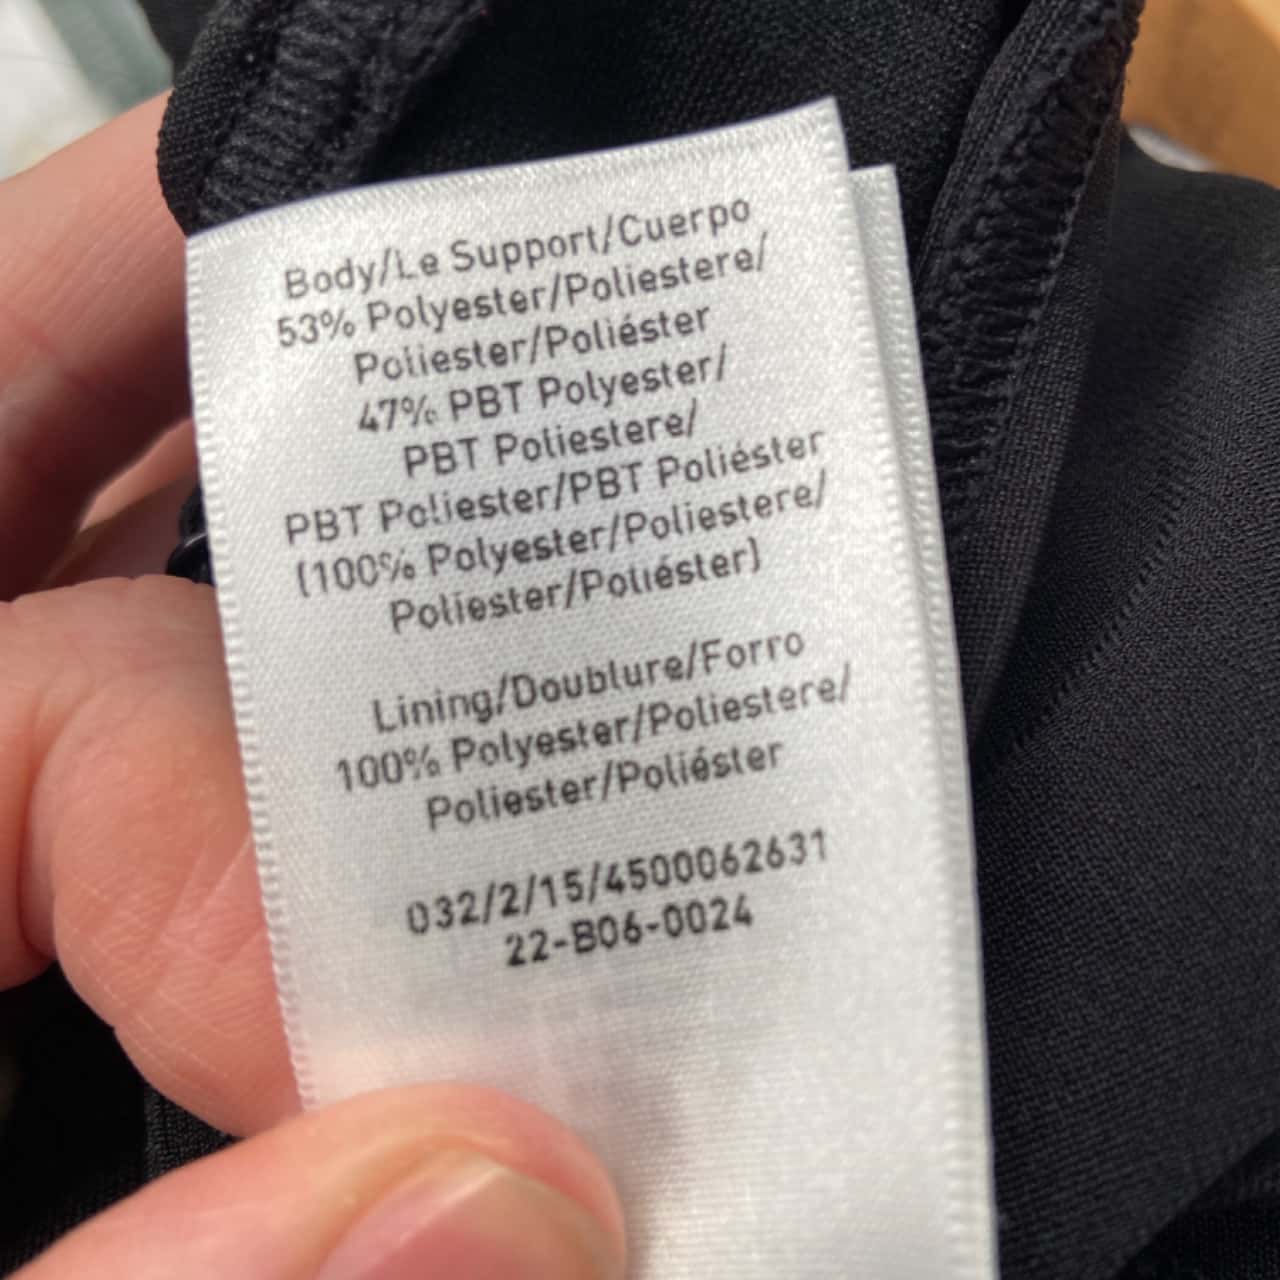 Body/Le Support/Cuerpo
53% Polyester/Poliestere/
Poliester/Poliéster
47% PBT Polyester/
PBT Poliestere/
PBT Poliester/PBT Poliéster
(100% Polyester/Poliestere/
Poliester/Poliéster)
Lining/Doublure/Forro
100% Polyester/Poliestere/
Poliester/Poliéster
032/2/15/4500062631
22-B06-0024